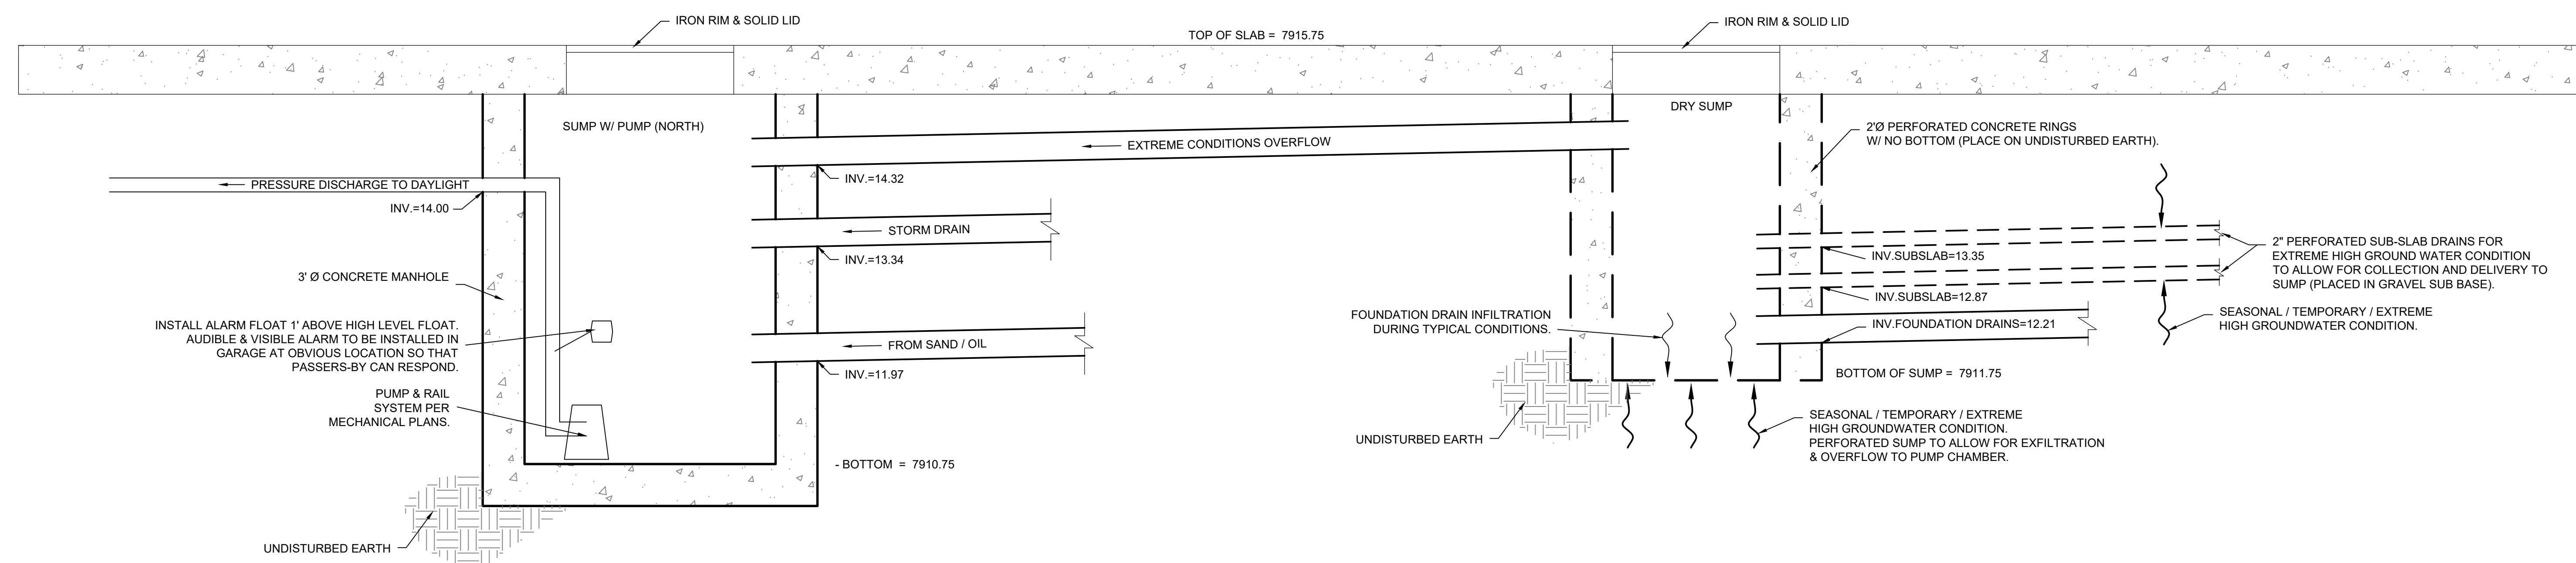 IRON RIM & SOLID LID
TOP OF SLAB = 7915.75
IRON RIM & SOLID LID
SUMP W/ PUMP (NORTH)
DRY SUMP
EXTREME CONDITIONS OVERFLOW
2'Ø PERFORATED CONCRETE RINGS
W/ NO BOTTOM (PLACE ON UNDISTURBED EARTH).
PRESSURE DISCHARGE TO DAYLIGHT
INV.=14.00
INV.=14.32
STORM DRAIN
INV.=13.34
3' Ø CONCRETE MANHOLE
INSTALL ALARM FLOAT 1' ABOVE HIGH LEVEL FLOAT.
AUDIBLE & VISIBLE ALARM TO BE INSTALLED IN
GARAGE AT OBVIOUS LOCATION SO THAT
PASSERS-BY CAN RESPOND.
FROM SAND / OIL
INV.=11.97
PUMP & RAIL
SYSTEM PER
MECHANICAL PLANS.
- BOTTOM = 7910.75
UNDISTURBED EARTH
INV.SUBSLAB=13.35
INV.SUBSLAB=12.87
2" PERFORATED SUB-SLAB DRAINS FOR
EXTREME HIGH GROUND WATER CONDITION
TO ALLOW FOR COLLECTION AND DELIVERY TO
SUMP (PLACED IN GRAVEL SUB BASE).
SEASONAL / TEMPORARY / EXTREME
HIGH GROUNDWATER CONDITION.
FOUNDATION DRAIN INFILTRATION
DURING TYPICAL CONDITIONS.
INV.FOUNDATION DRAINS=12.21
BOTTOM OF SUMP = 7911.75
UNDISTURBED EARTH
SEASONAL / TEMPORARY / EXTREME
HIGH GROUNDWATER CONDITION.
PERFORATED SUMP TO ALLOW FOR EXFILTRATION
& OVERFLOW TO PUMP CHAMBER.